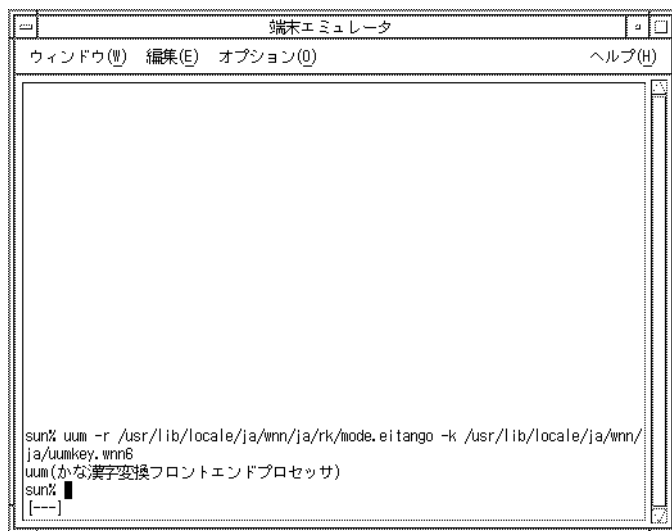 端末エミュレータ
ウィンドウ(W) 編集(E) オプション(O) ヘルプ(H)
sun% uum -r /usr/lib/locale/ja/wnn/ja/rk/mode.eitango -k /usr/lib/locale/ja/wnn/
ja/uumkey.wnn6
uum(かな漢字変換フロントエンドプロセッサ)
sun%
[---]